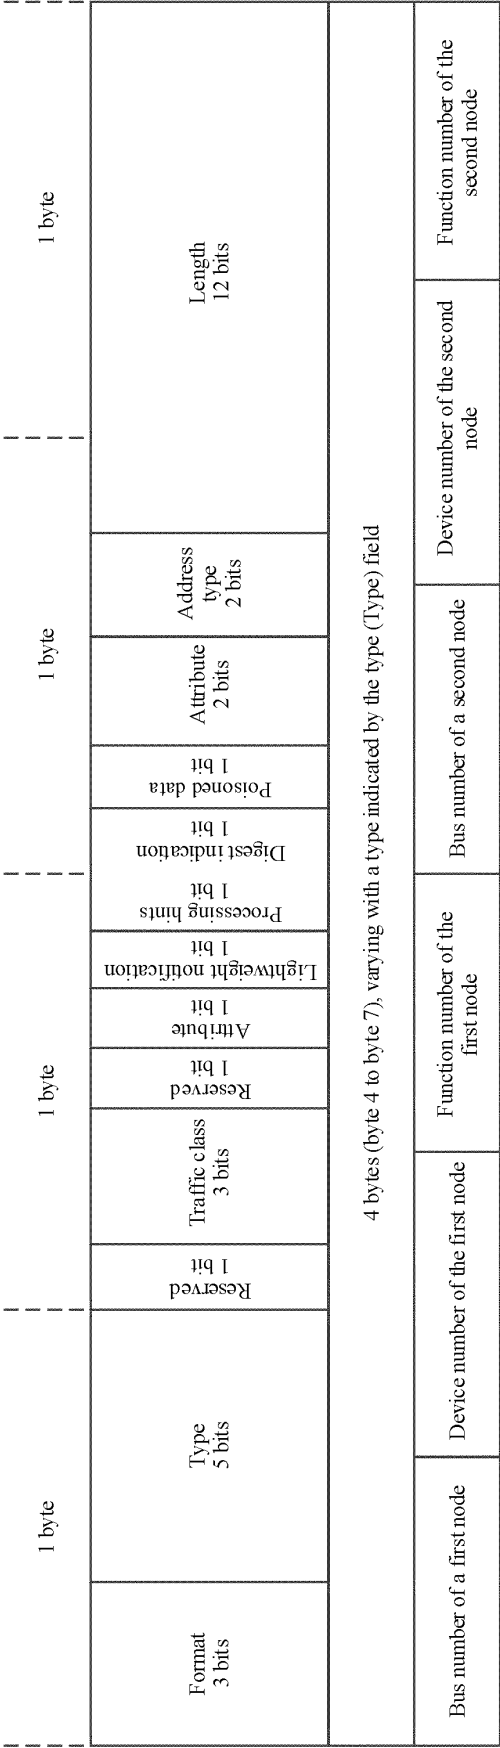 1 byte
1 byte
1 byte
1 byte
Format
3 bits
Type
5 bits
Reserved
1 bit
Traffic class
3 bits
Reserved
1 bit
Attribute
1 bit
Lightweight notification
1 bit
Processing hints
1 bit
Digest indication
1 bit
Poisoned data
1 bit
Attribute
2 bits
Address
type
2 bits
Length
12 bits
4 bytes (byte 4 to byte 7), varying with a type indicated by the type (Type) field
Bus number of a first node
Device number of the first node
Function number of the
first node
Bus number of a second node
Device number of the second
node
Function number of the
second node